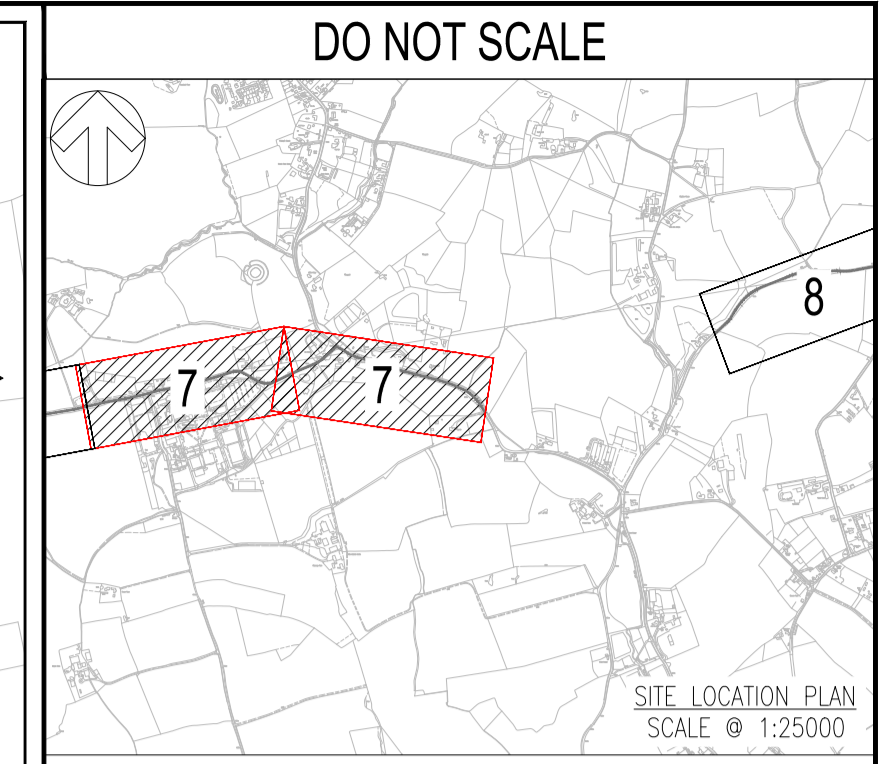 DO NOT SCALE
8
7
7
SITE LOCATION PLAN
SCALE @ 1:25000